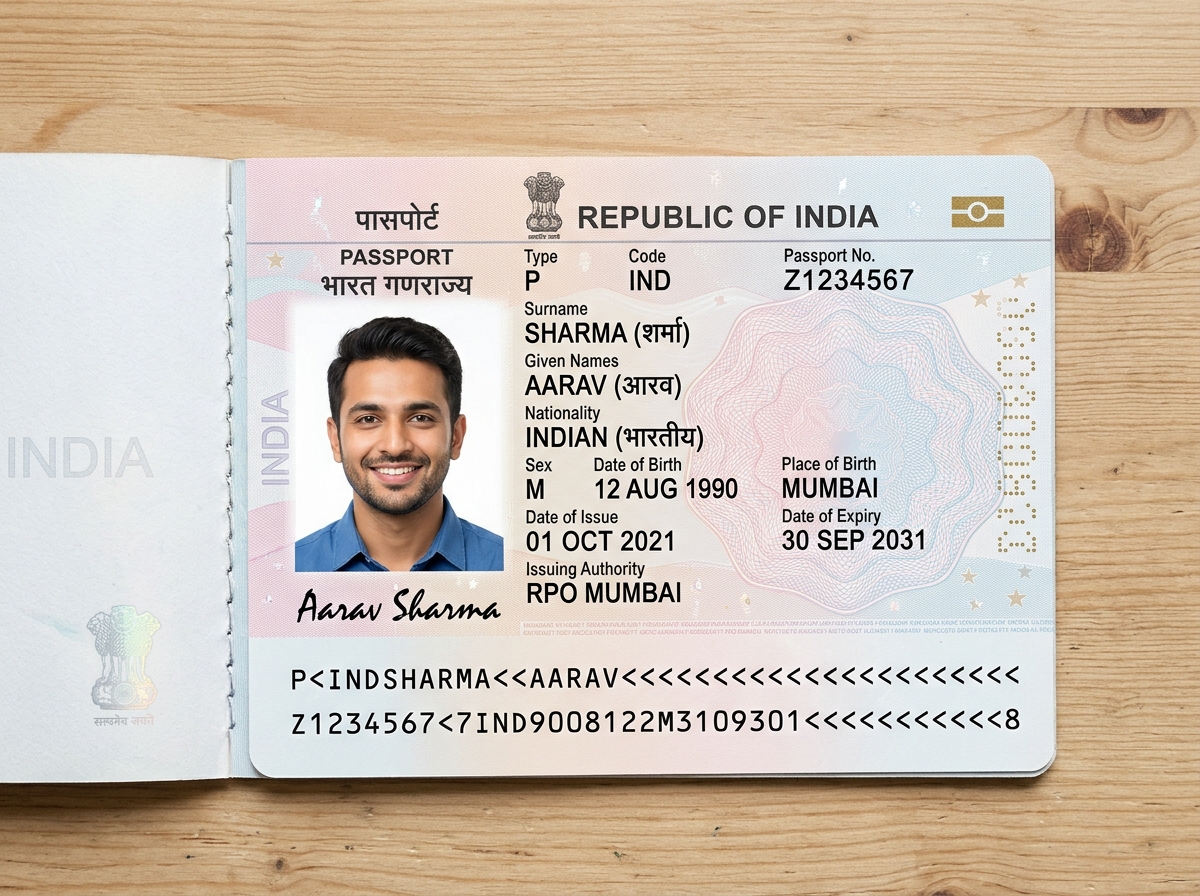 INDIA
सत्यमेव जयते
पासपोर्ट
REPUBLIC OF INDIA
PASSPORT
भारत गणराज्य
INDIA
Type Code Passport No.
P IND Z1234567
Surname
SHARMA (शर्मा)
Given Names
AARAV (आरव)
Nationality
INDIAN (भारतीय)
Sex Date of Birth Place of Birth
M 12 AUG 1990 MUMBAI
Date of Issue Date of Expiry
01 OCT 2021 30 SEP 2031
Issuing Authority
RPO MUMBAI
Aarav Sharma
P<INDSHARMA<<AARAV<<<<<<<<<<<<<<<<<<<<<<
Z1234567<7IND9008122M3109301<<<<<<<<<<<8